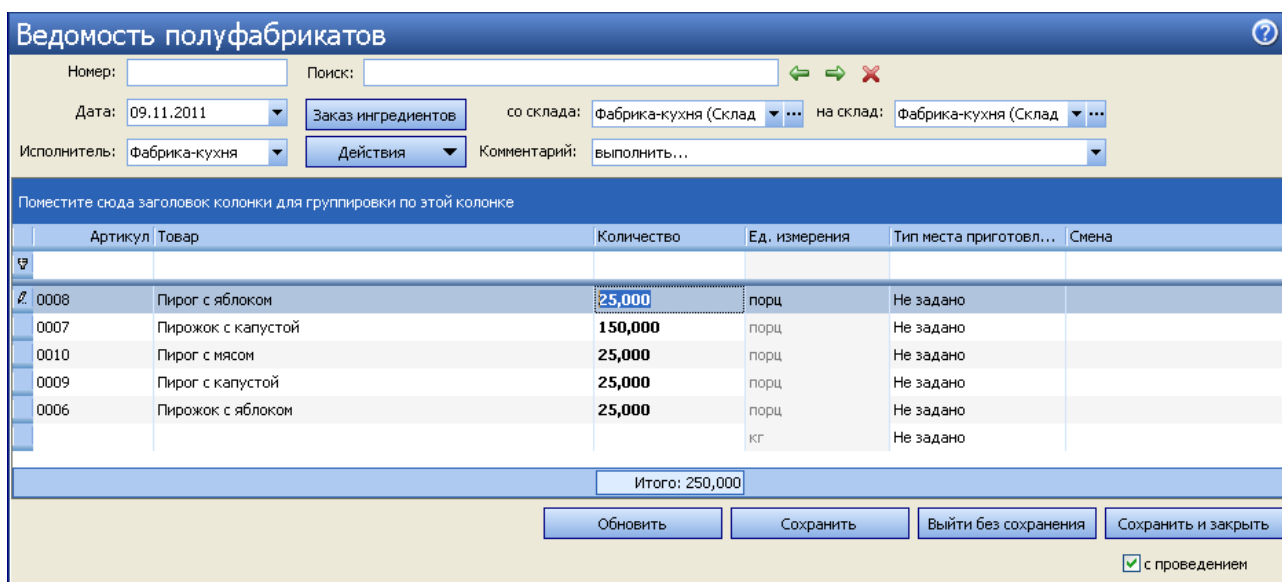 Ведомость полуфабрикатов
Номер: Поиск:
Дата: 09.11.2011 Заказ ингредиентов со склада: Фабрика-кухня (Склад ... на склад: Фабрика-кухня (Склад ...
Исполнитель: Фабрика-кухня Действия Комментарий: выполнить...
Поместите сюда заголовок колонки для группировки по этой колонке
Артикул Товар Количество Ед. измерения Тип места приготовл... Смена
0008 Пирог с яблоком 25,000 порц Не задано
0007 Пирожок с капустой 150,000 порц Не задано
0010 Пирог с мясом 25,000 порц Не задано
0009 Пирог с капустой 25,000 порц Не задано
0006 Пирожок с яблоком 25,000 порц Не задано
кг Не задано
Итого: 250,000
Обновить Сохранить Выйти без сохранения Сохранить и закрыть
с проведением